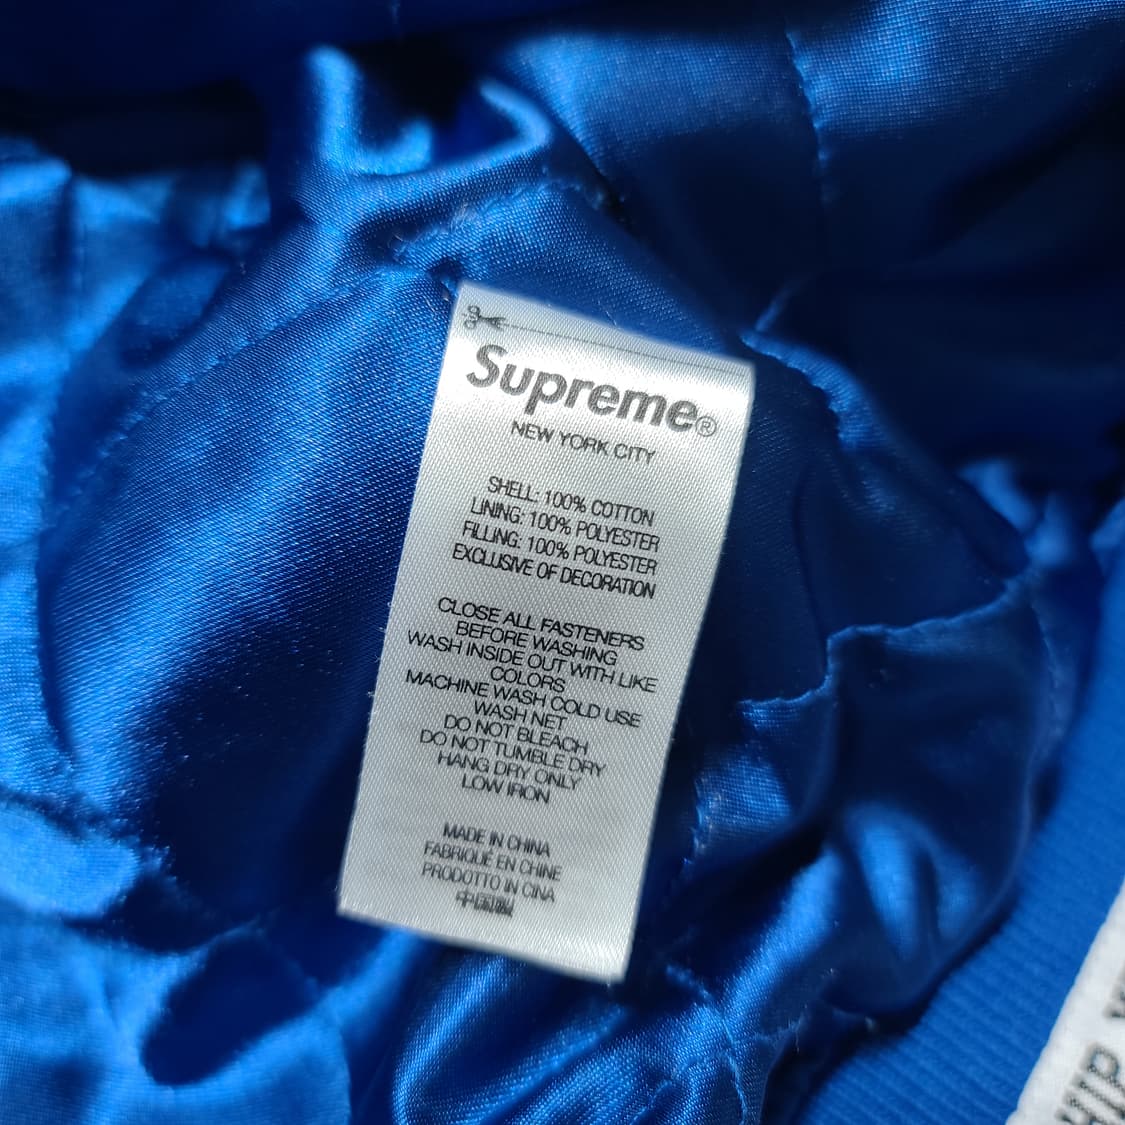 Supreme®
NEW YORK CITY
SHELL: 100% COTTON
LINING: 100% POLYESTER
FILLING: 100% POLYESTER
EXCLUSIVE OF DECORATION
CLOSE ALL FASTENERS
BEFORE WASHING
WASH INSIDE OUT WITH LIKE
COLORS
MACHINE WASH COLD USE
WASH NET
DO NOT BLEACH
DO NOT TUMBLE DRY
HANG DRY ONLY
LOW IRON
MADE IN CHINA
FABRIQUÉ EN CHINE
PRODOTTO IN CINA
中国製